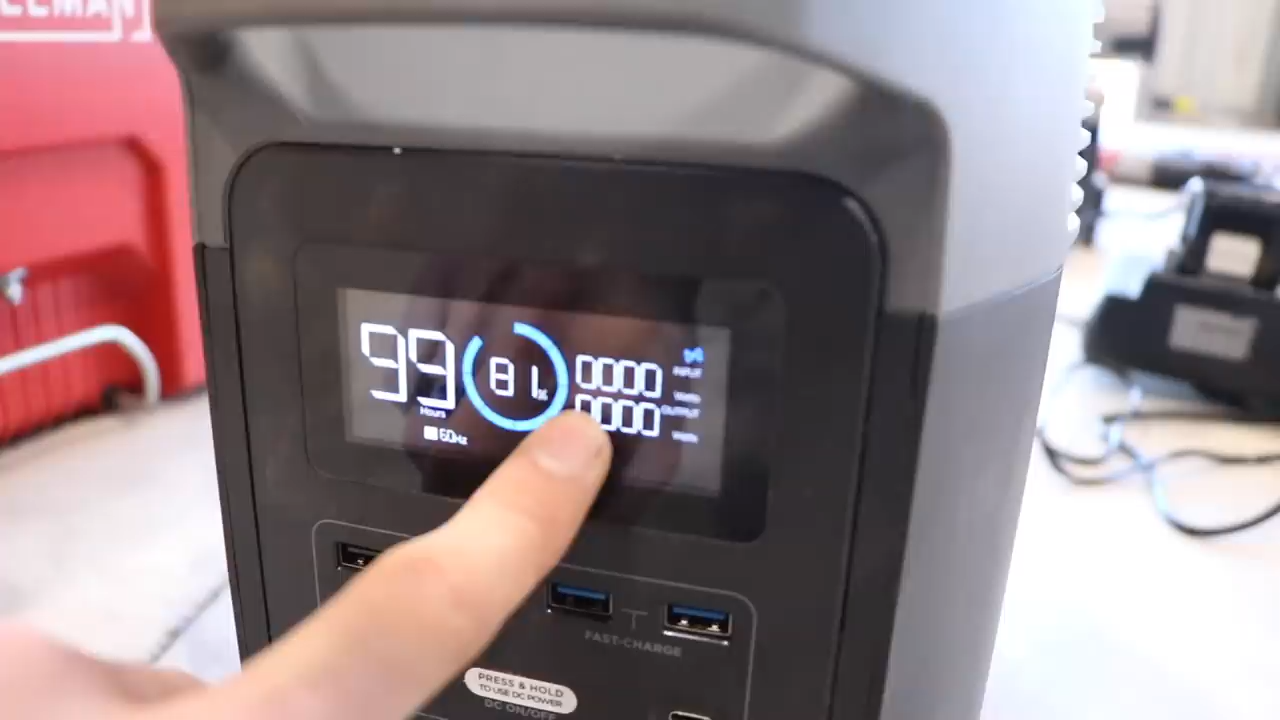 99
Hours
60Hz
81%
0000
INPUT
Watts
0000
OUTPUT
Watts
FAST-CHARGE
PRESS & HOLD
TO USE DC POWER
DC ON/OFF